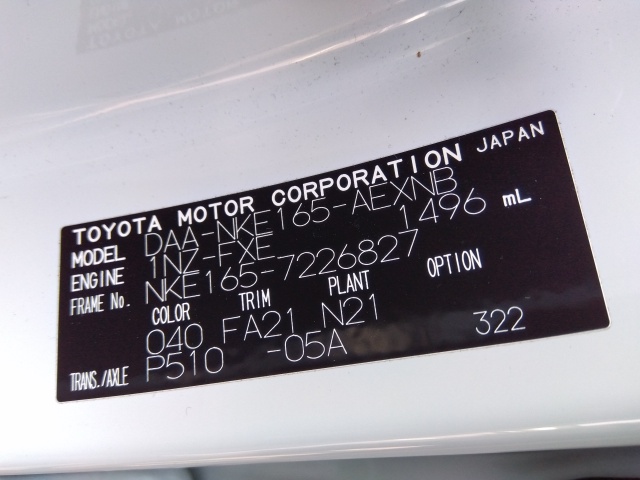 TOYOTA MOTOR CORPORATION JAPAN
MODEL DAA-NKE165-AEXNB
ENGINE 1NZ-FXE 1496 mL
FRAME No. NKE165-7226827
COLOR TRIM PLANT OPTION
040 FA21 N21
TRANS./AXLE P510 -05A 322